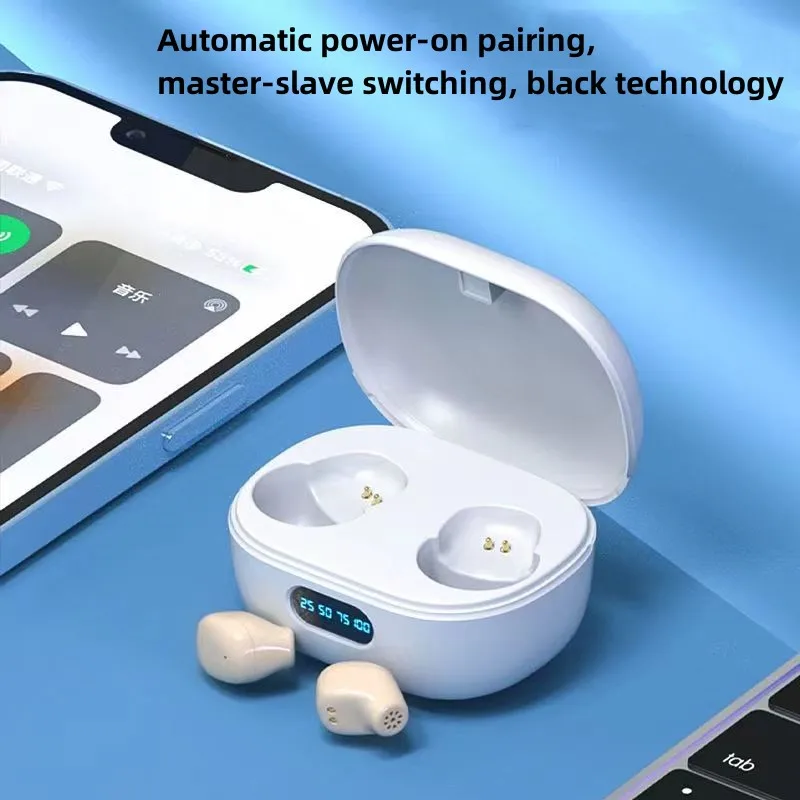 Automatic power-on pairing,
master-slave switching, black technology
音乐
25 50 75 100
tab